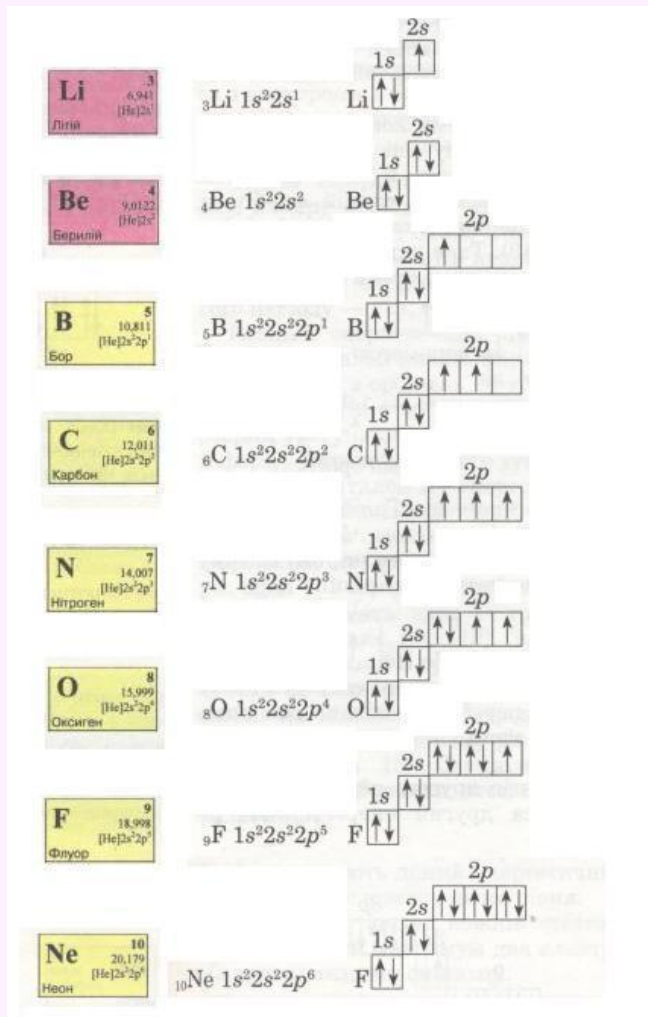 2s
1s
3
Li
6,941
[He]2s¹
Літій
₃Li 1s²2s¹
Li
2s
1s
4
Be
9,0122
[He]2s²
Берилій
₄Be 1s²2s²
Be
2p
2s
1s
5
B
10,811
[He]2s²2p¹
Бор
₅B 1s²2s²2p¹
B
2p
2s
1s
6
C
12,011
[He]2s²2p²
Карбон
₆C 1s²2s²2p²
C
2p
2s
1s
7
N
14,007
[He]2s²2p³
Нітроген
₇N 1s²2s²2p³
N
2p
2s
1s
8
O
15,999
[He]2s²2p⁴
Оксиген
₈O 1s²2s²2p⁴
O
2p
2s
1s
9
F
18,998
[He]2s²2p⁵
Флуор
₉F 1s²2s²2p⁵
F
2p
2s
1s
10
Ne
20,179
[He]2s²2p⁶
Неон
₁₀Ne 1s²2s²2p⁶
F